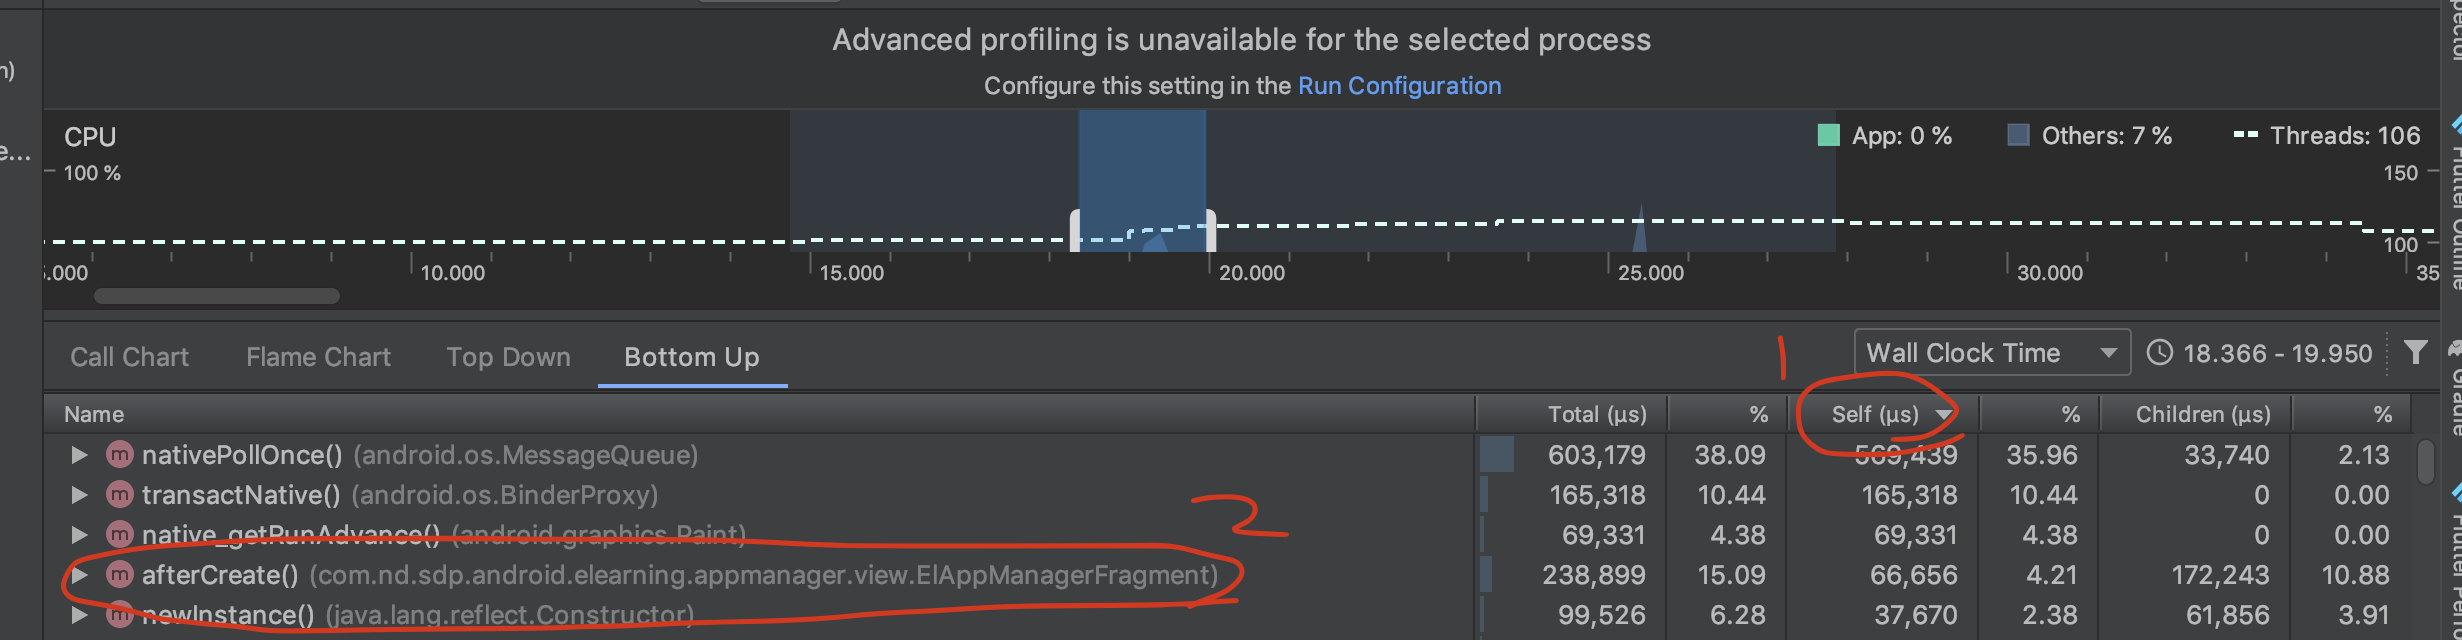 Advanced profiling is unavailable for the selected process
Configure this setting in the Run Configuration
CPU
App: 0 %
Others: 7 %
Threads: 106
100 %
150
100
.000
10.000
15.000
20.000
25.000
30.000
35
Call Chart
Flame Chart
Top Down
Bottom Up
1
Wall Clock Time
18.366 - 19.950
Name Total (μs) % Self (μs) % Children (μs) %
nativePollOnce() (android.os.MessageQueue) 603,179 38.09 569,439 35.96 33,740 2.13
transactNative() (android.os.BinderProxy) 165,318 10.44 165,318 10.44 0 0.00
2
native_getRunAdvance() (android.graphics.Paint) 69,331 4.38 69,331 4.38 0 0.00
afterCreate() (com.nd.sdp.android.elearning.appmanager.view.ElAppManagerFragment) 238,899 15.09 66,656 4.21 172,243 10.88
newInstance() (java.lang.reflect.Constructor) 99,526 6.28 37,670 2.38 61,856 3.91
Flutter Outline